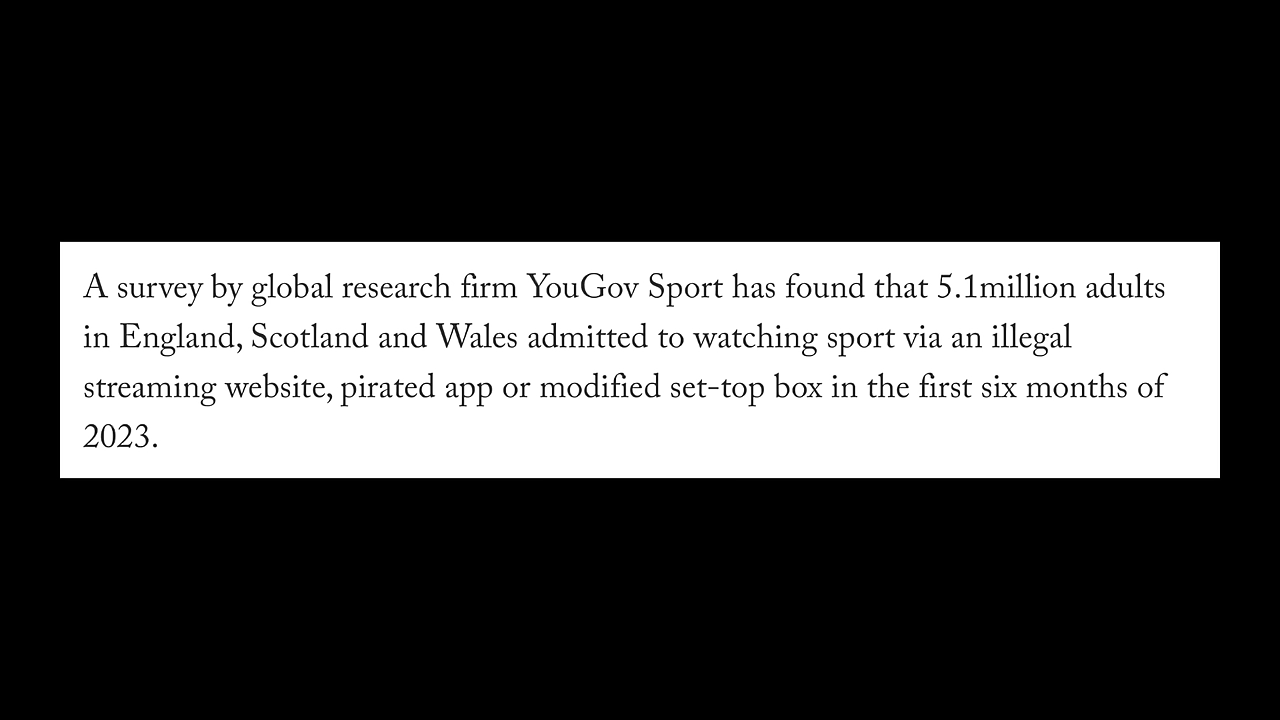 A survey by global research firm YouGov Sport has found that 5.1million adults
in England, Scotland and Wales admitted to watching sport via an illegal
streaming website, pirated app or modified set-top box in the first six months of
2023.